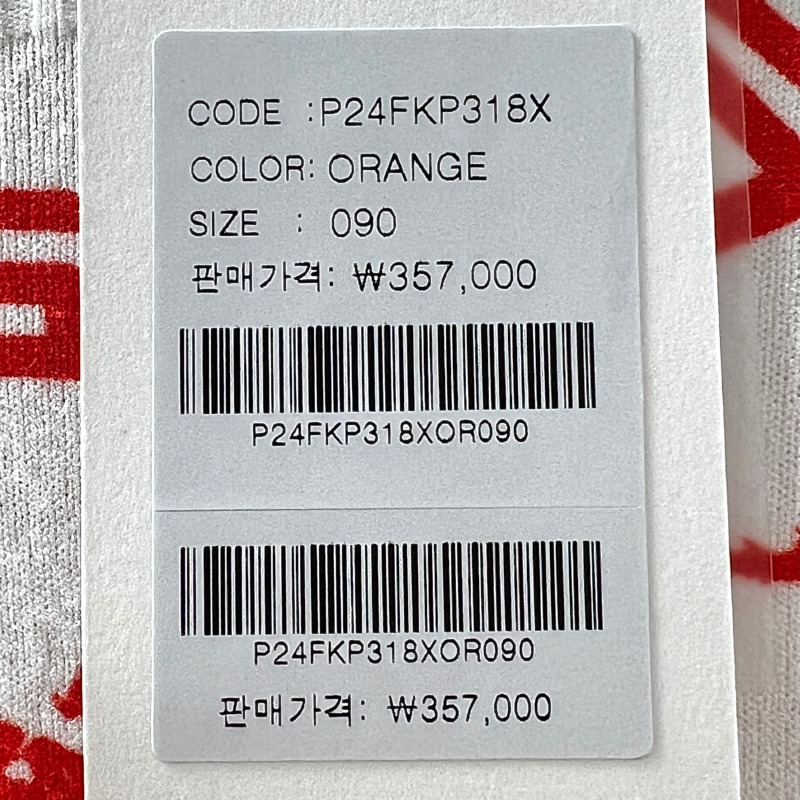 CODE :P24FKP318X
COLOR: ORANGE
SIZE : 090
판매가격: ₩357,000
P24FKP318XOR090
P24FKP318XOR090
판매가격: ₩357,000